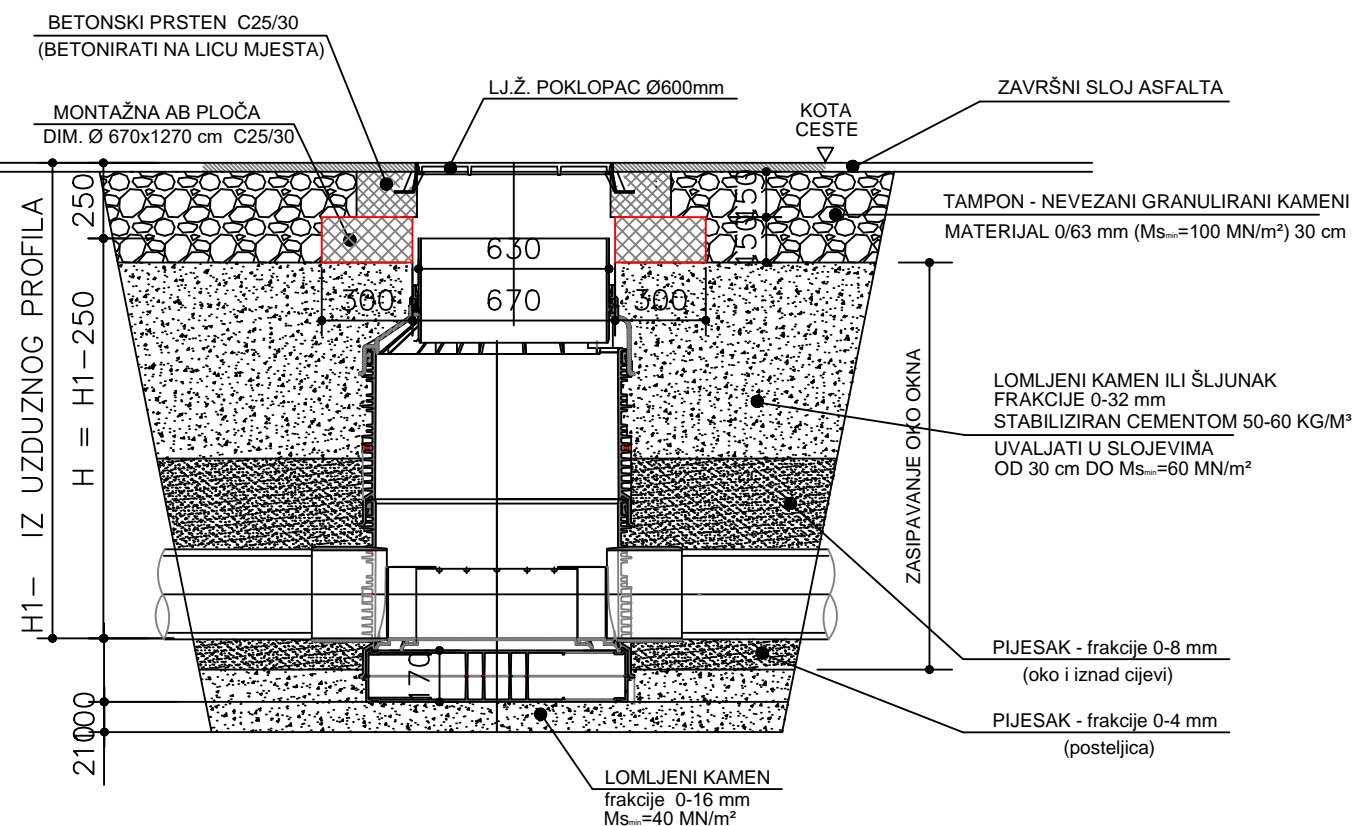 BETONSKI PRSTEN C25/30
(BETONIRATI NA LICU MJESTA)
MONTAŽNA AB PLOČA
DIM. Ø 670x1270 cm C25/30
LJ.Ž. POKLOPAC Ø600mm
KOTA
CESTE
ZAVRŠNI SLOJ ASFALTA
TAMPON - NEVEZANI GRANULIRANI KAMENI
MATERIJAL 0/63 mm (Msmin=100 MN/m²) 30 cm
250
150
150
630
300
670
300
H1- IZ UZDUZNOG PROFILA
H = H1-250
LOMLJENI KAMEN ILI ŠLJUNAK
FRAKCIJE 0-32 mm
STABILIZIRAN CEMENTOM 50-60 KG/M³
UVALJATI U SLOJEVIMA
OD 30 cm DO Msmin=60 MN/m²
ZASIPAVANJE OKO OKNA
PIJESAK - frakcije 0-8 mm
(oko i iznad cijevi)
170
PIJESAK - frakcije 0-4 mm
(posteljica)
LOMLJENI KAMEN
frakcije 0-16 mm
Msmin=40 MN/m²